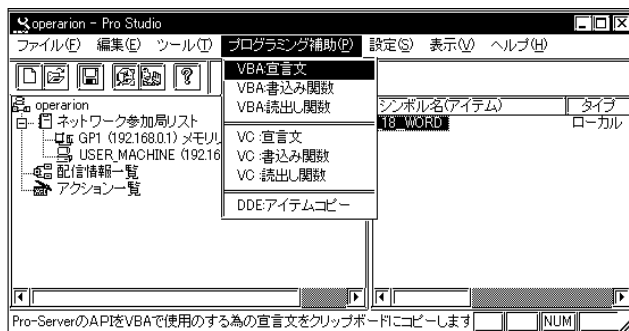 operarion - Pro Studio
ファイル(F) 編集(E) ツール(T) プログラミング補助(P) 設定(S) 表示(V) ヘルプ(H)
VBA:宣言文
VBA:書込み関数
VBA:読出し関数
VC :宣言文
VC :書込み関数
VC :読出し関数
DDE:アイテムコピー
operarion
ネットワーク参加局リスト
GP1 (192.168.0.1) メモリ
USER_MACHINE (192.16
配信情報一覧
アクション一覧
シンボル名(アイテム) タイプ
18_WORD ローカル
Pro-ServerのAPIをVBAで使用のする為の宣言文をクリップボードにコピーします NUM